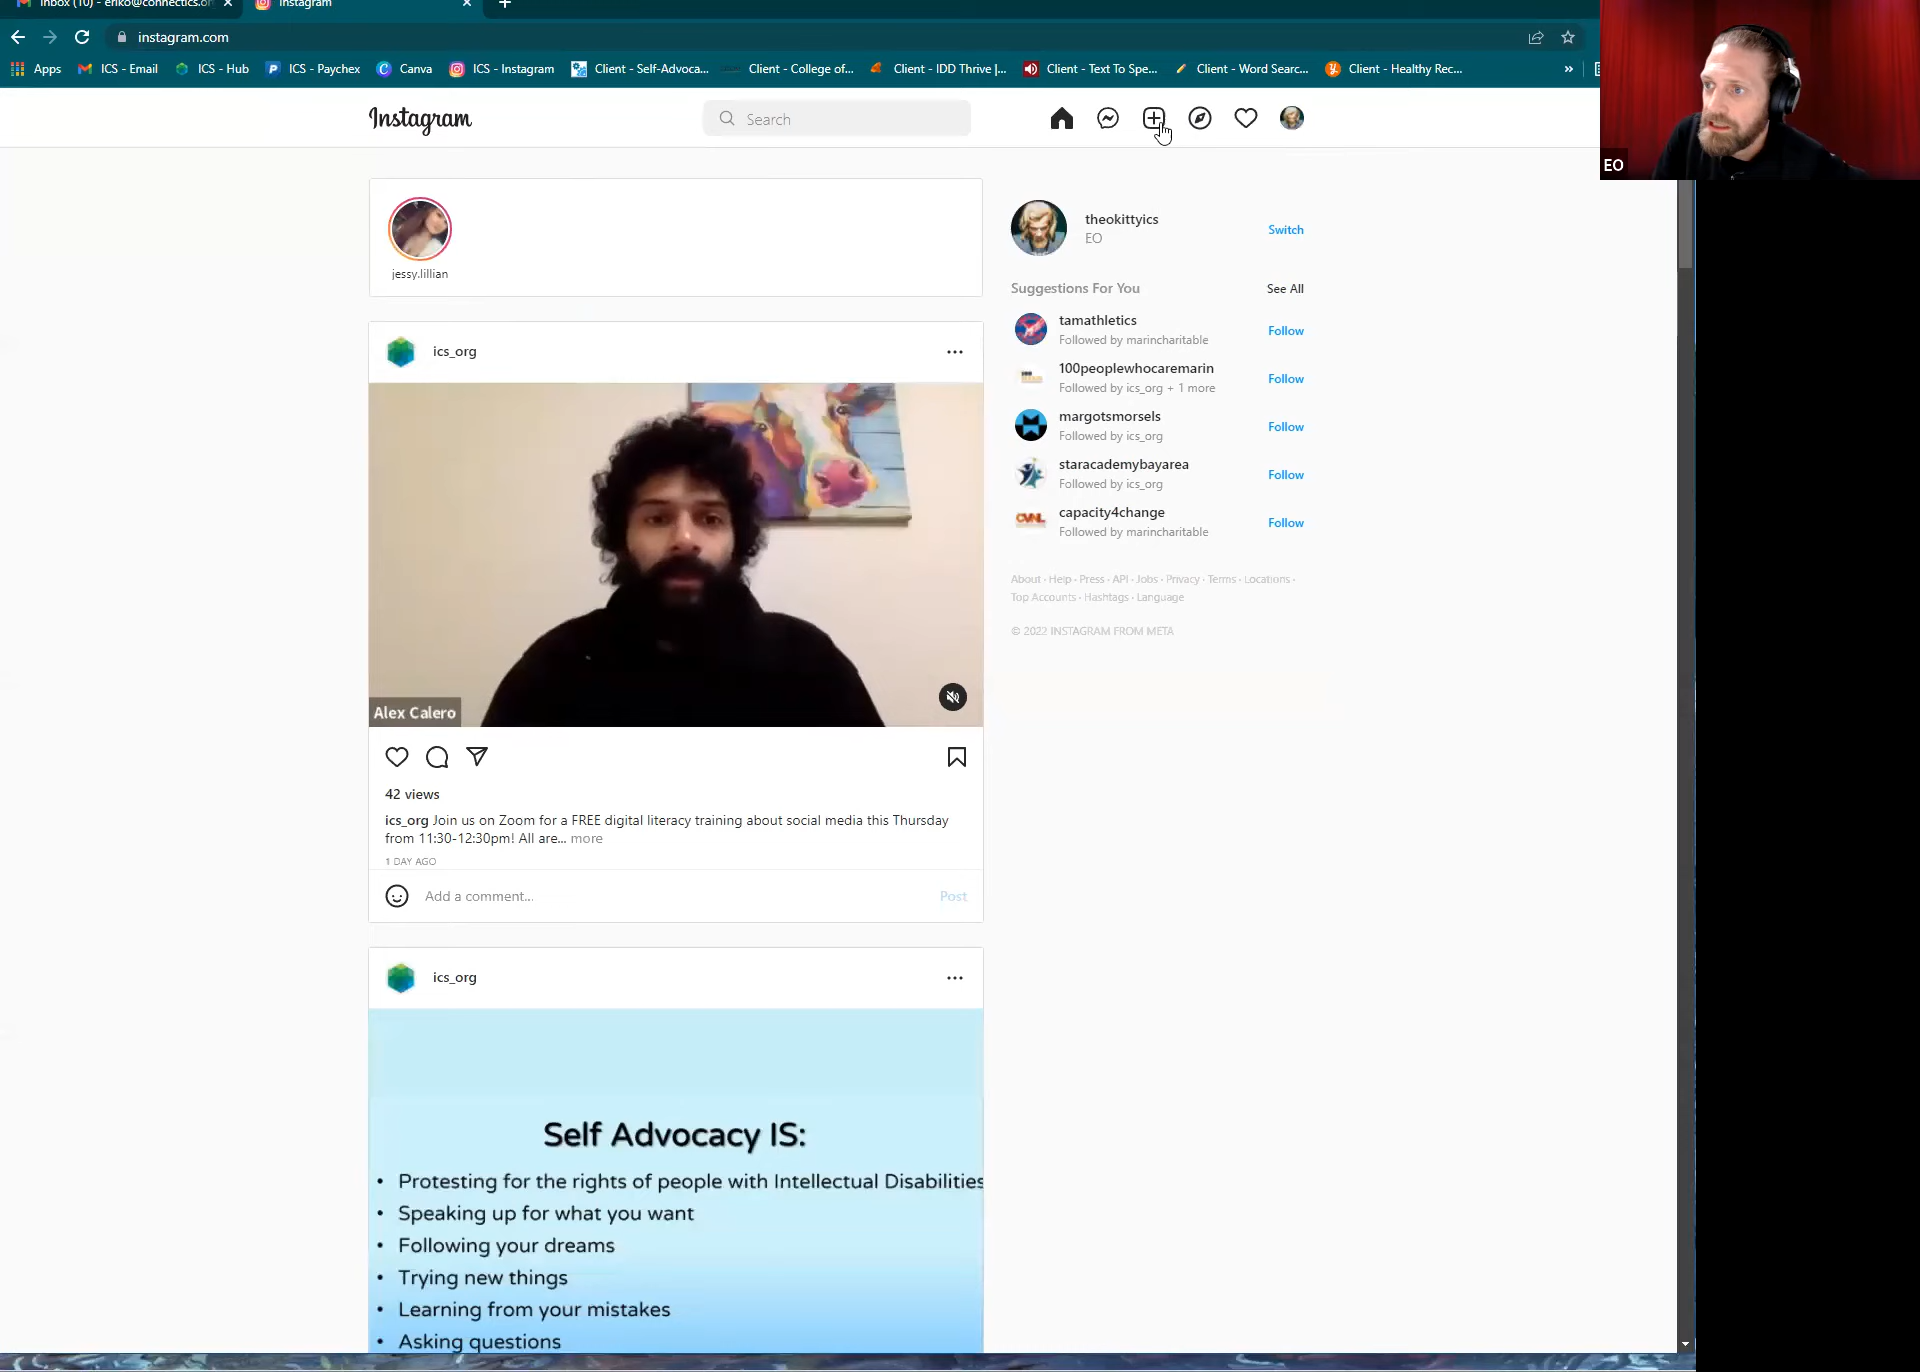 Inbox (10) - eriko@connectics.or
Instagram
instagram.com
Apps
ICS - Email
ICS - Hub
ICS - Paychex
Canva
ICS - Instagram
Client - Self-Advoca...
Client - College of...
Client - IDD Thrive |...
Client - Text To Spe...
Client - Word Searc...
Client - Healthy Rec...
»
EO
Instagram
Search
jessy.lillian
theokittyics
EO
Switch
Suggestions For You
See All
tamathletics
Followed by marincharitable
Follow
100peoplewhocaremarin
Followed by ics_org + 1 more
Follow
margotsmorsels
Followed by ics_org
Follow
staracademybayarea
Followed by ics_org
Follow
CVNL
capacity4change
Followed by marincharitable
Follow
About · Help · Press · API · Jobs · Privacy · Terms · Locations ·
Top Accounts · Hashtags · Language
© 2022 INSTAGRAM FROM META
ics_org
Alex Calero
42 views
ics_org Join us on Zoom for a FREE digital literacy training about social media this Thursday
from 11:30-12:30pm! All are... more
1 DAY AGO
Add a comment...
Post
ics_org
Self Advocacy IS:
• Protesting for the rights of people with Intellectual Disabilities
• Speaking up for what you want
• Following your dreams
• Trying new things
• Learning from your mistakes
• Asking questions